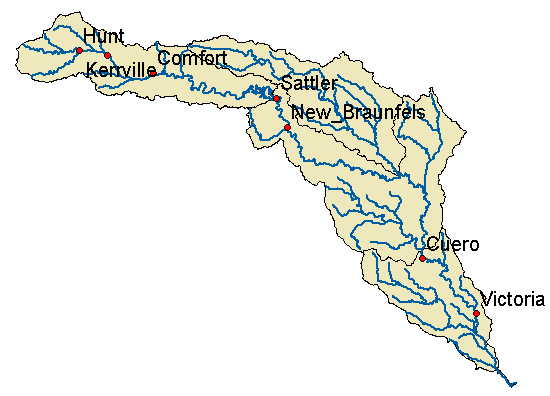 Hunt
Kerrville
Comfort
Sattler
New_Braunfels
Cuero
Victoria